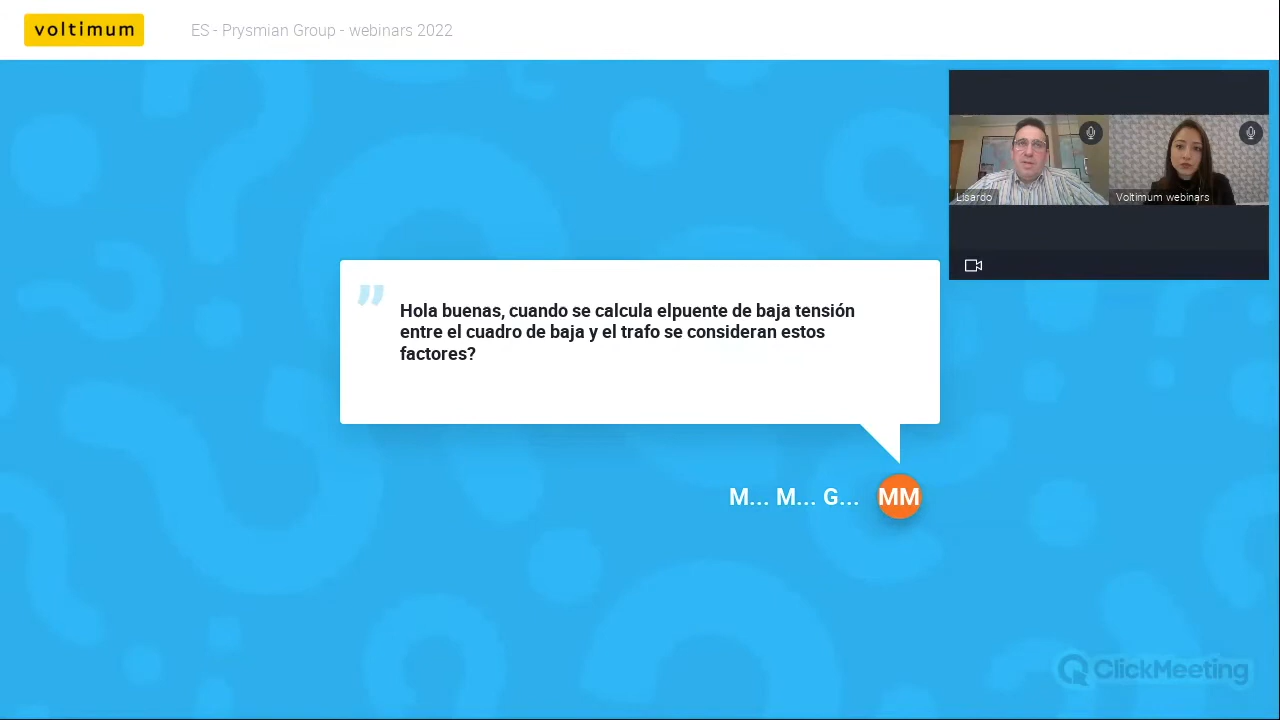 voltimum
ES - Prysmian Group - webinars 2022
Lisardo
Voltimum webinars
Hola buenas, cuando se calcula elpuente de baja tensión
entre el cuadro de baja y el trafo se consideran estos
factores?
M... M... G...
MM
ClickMeeting